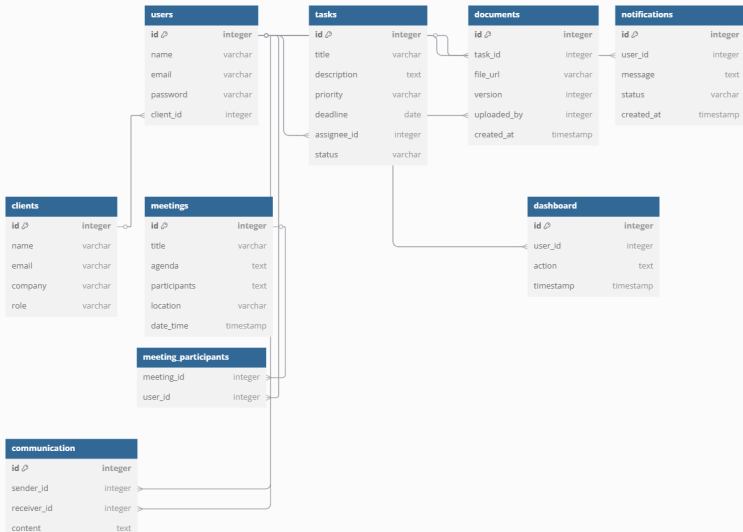 users
id integer
name varchar
email varchar
password varchar
client_id integer
tasks
id integer
title varchar
description text
priority varchar
deadline date
assignee_id integer
status varchar
documents
id integer
task_id integer
file_url varchar
version integer
uploaded_by integer
created_at timestamp
notifications
id integer
user_id integer
message text
status varchar
created_at timestamp
clients
id integer
name varchar
email varchar
company varchar
role varchar
meetings
id integer
title varchar
agenda text
participants text
location varchar
date_time timestamp
dashboard
id integer
user_id integer
action text
timestamp timestamp
meeting_participants
meeting_id integer
user_id integer
communication
id integer
sender_id integer
receiver_id integer
content text